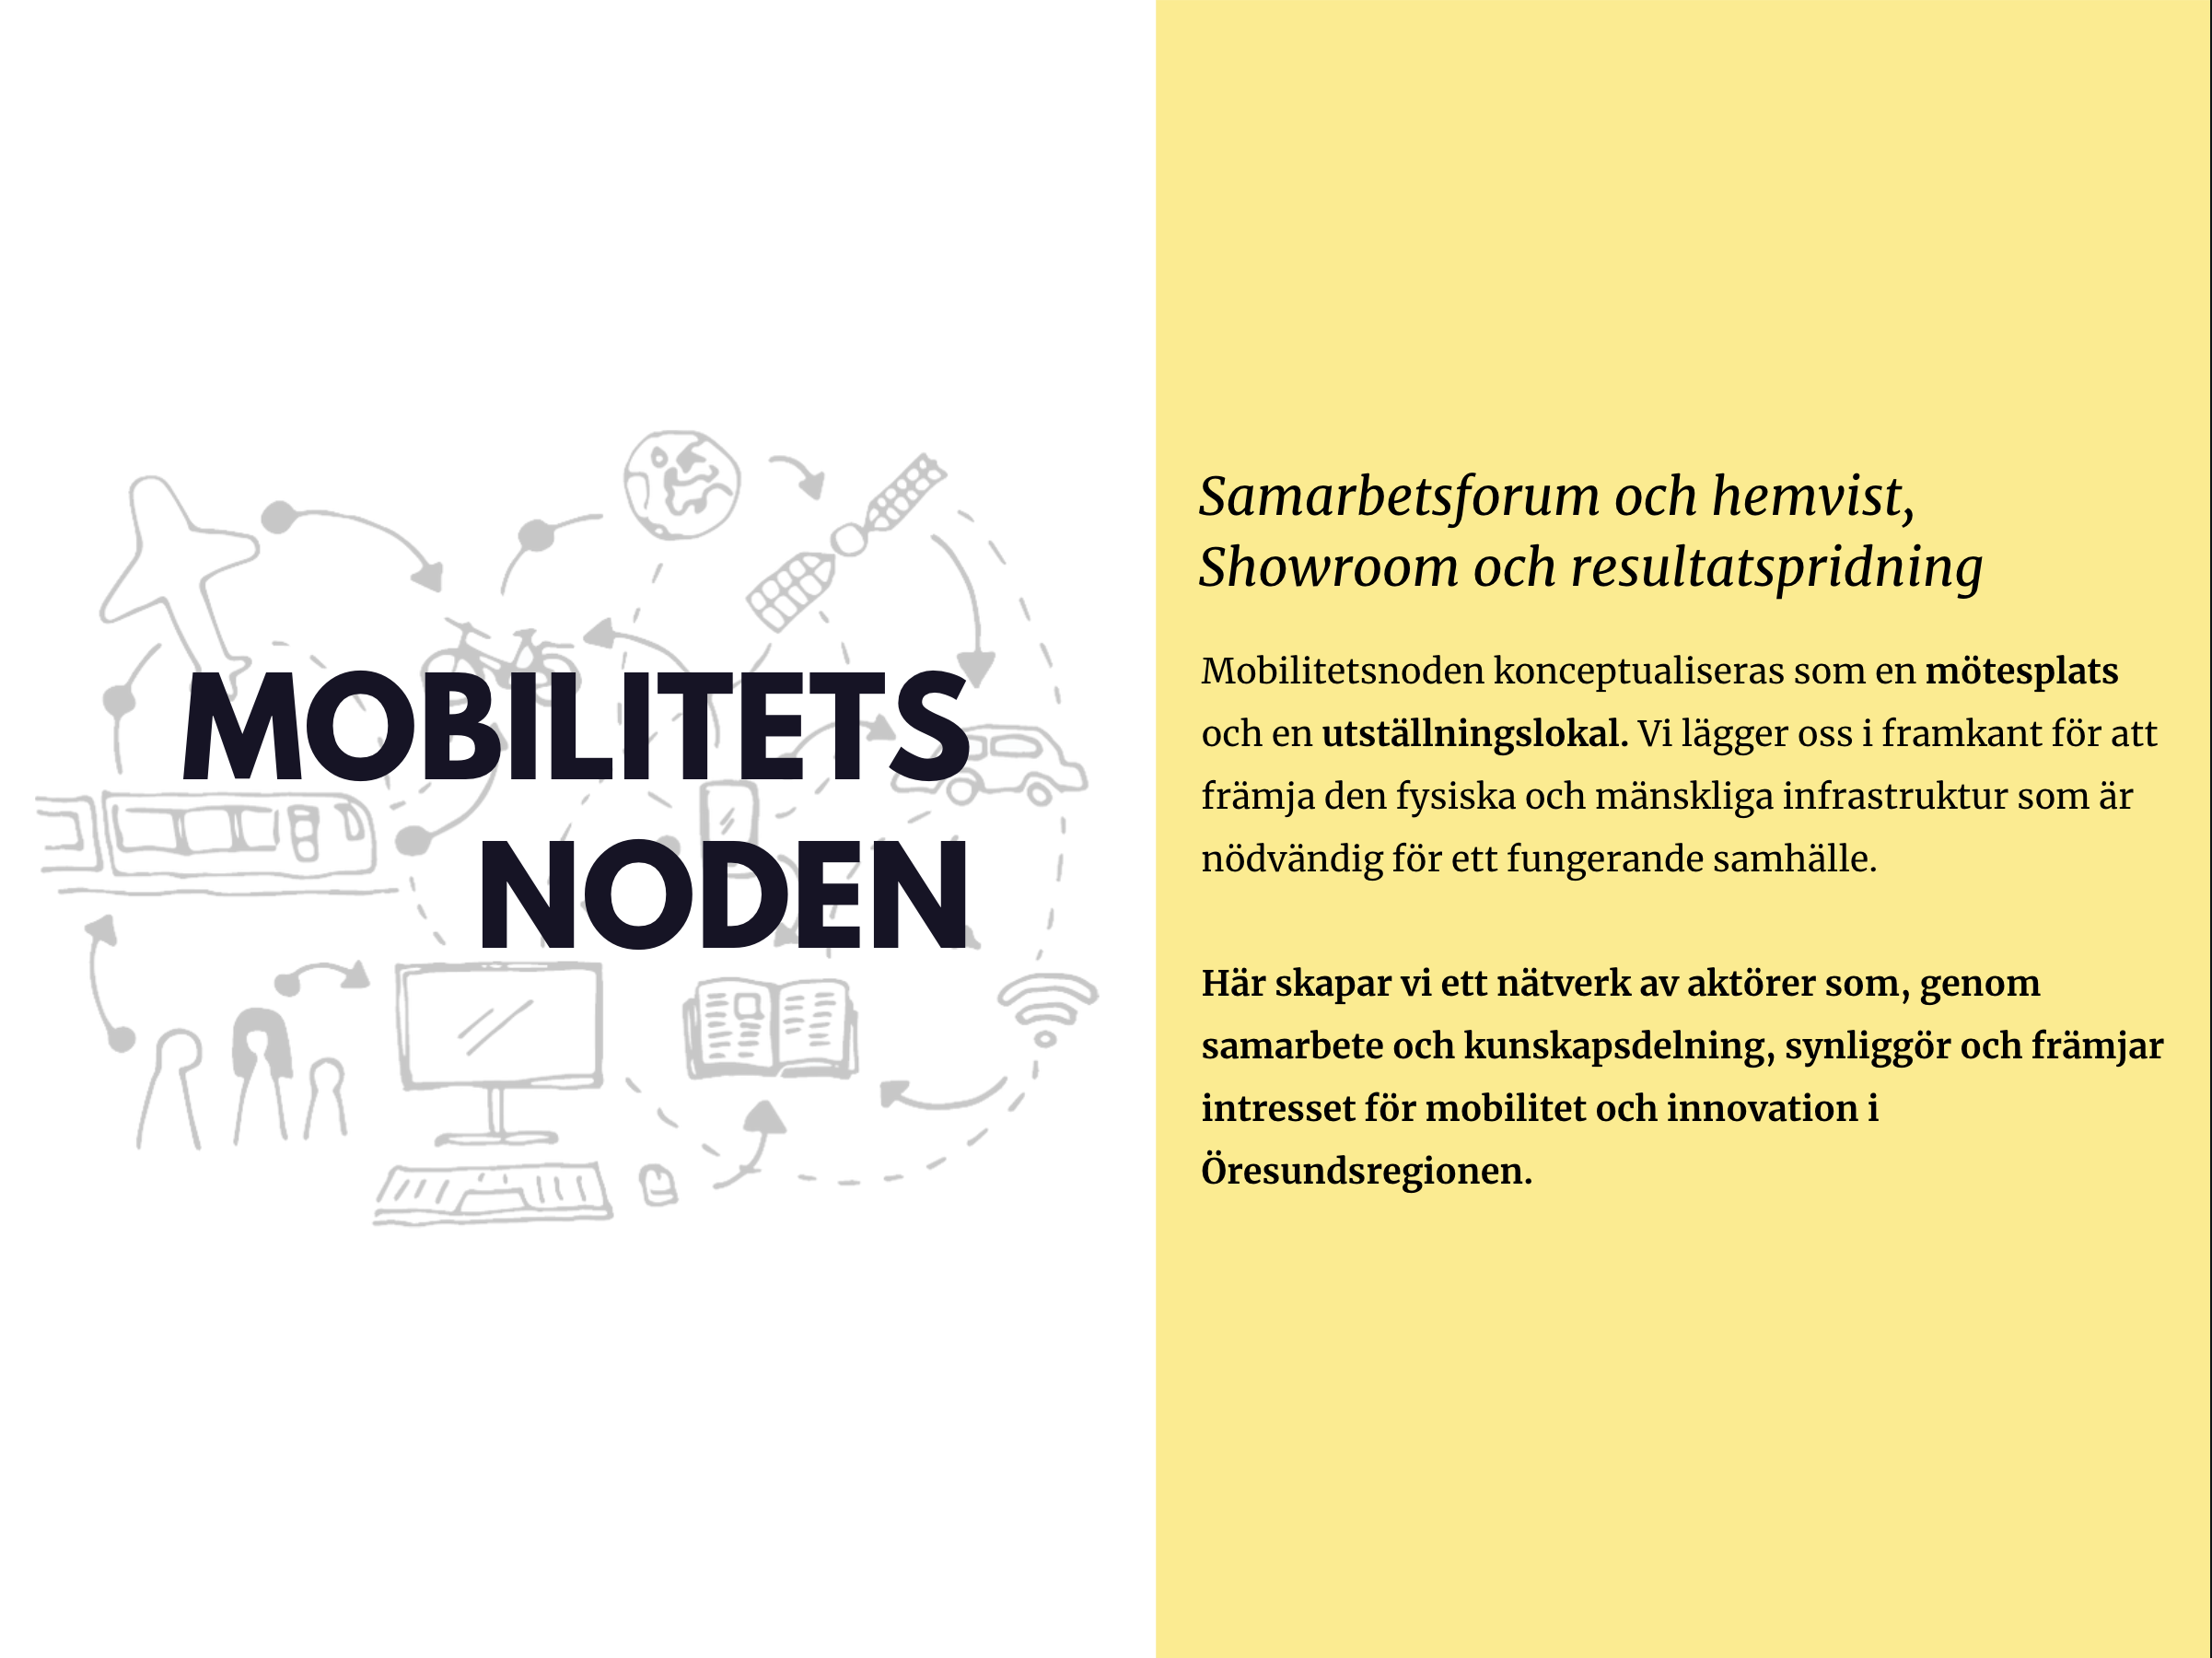 MOBILITETS
NODEN
Samarbetsforum och hemvist,
Showroom och resultatspridning
Mobilitetsnoden konceptualiseras som en mötesplats
och en utställningslokal. Vi lägger oss i framkant för att
främja den fysiska och mänskliga infrastruktur som är
nödvändig för ett fungerande samhälle.
Här skapar vi ett nätverk av aktörer som, genom
samarbete och kunskapsdelning, synliggör och främjar
intresset för mobilitet och innovation i
Öresundsregionen.